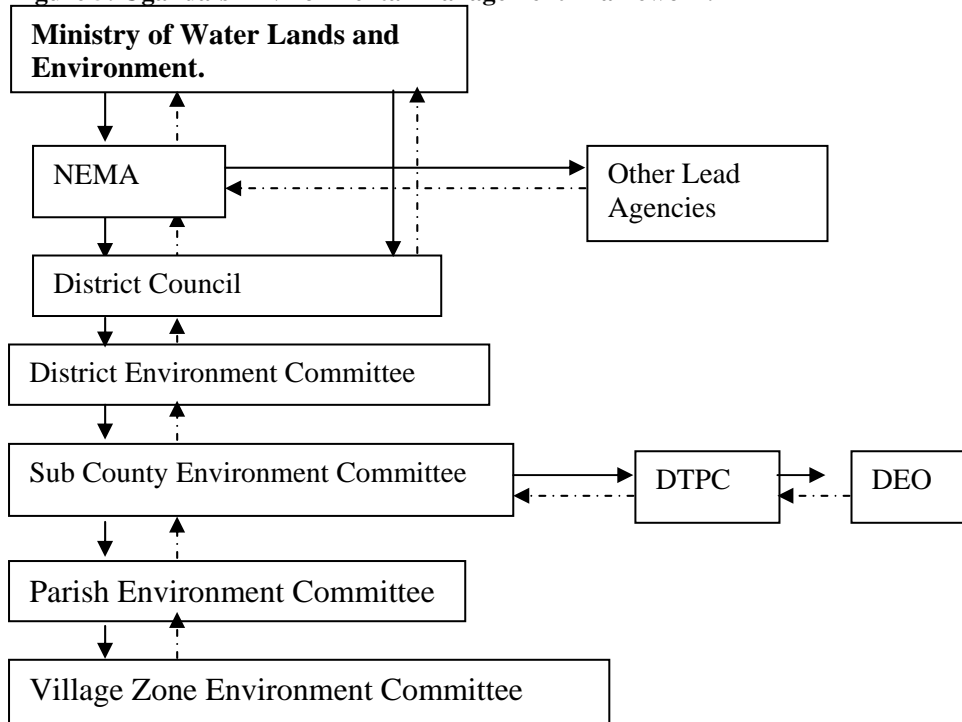 Ministry of Water Lands and
Environment.
NEMA
Other Lead
Agencies
District Council
District Environment Committee
Sub County Environment Committee
DTPC
DEO
Parish Environment Committee
Village Zone Environment Committee